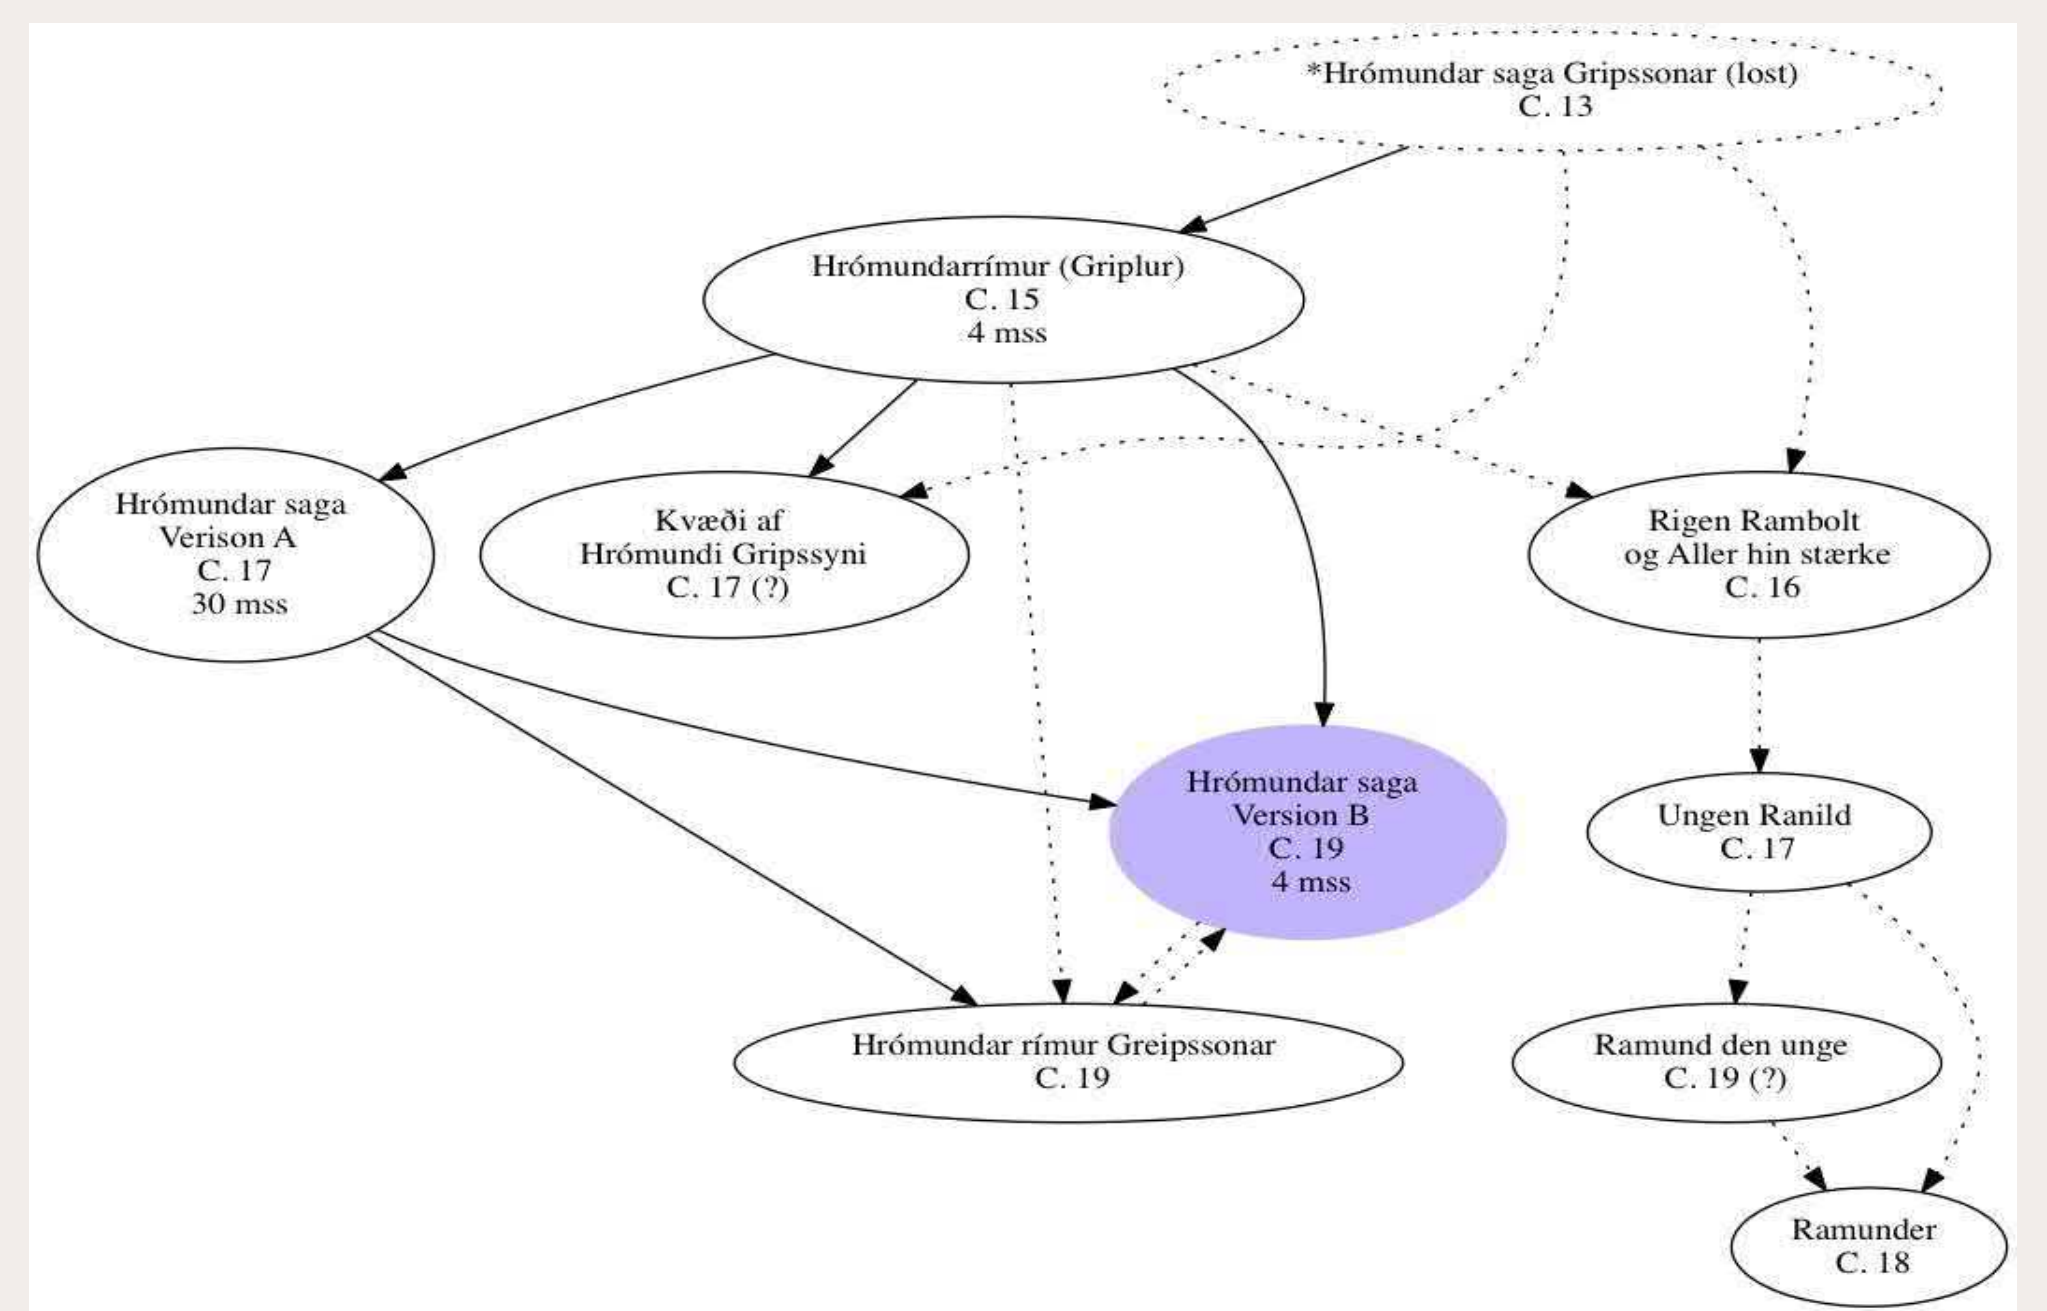 *Hrómundar saga Gripssonar (lost)
C. 13
Hrómundarrímur (Griplur)
C. 15
4 mss
Hrómundar saga
Verison A
C. 17
30 mss
Kvæði af
Hrómundi Gripssyni
C. 17 (?)
Rigen Rambolt
og Aller hin stærke
C. 16
Hrómundar saga
Version B
C. 19
4 mss
Ungen Ranild
C. 17
Hrómundar rímur Greipssonar
C. 19
Ramund den unge
C. 19 (?)
Ramunder
C. 18